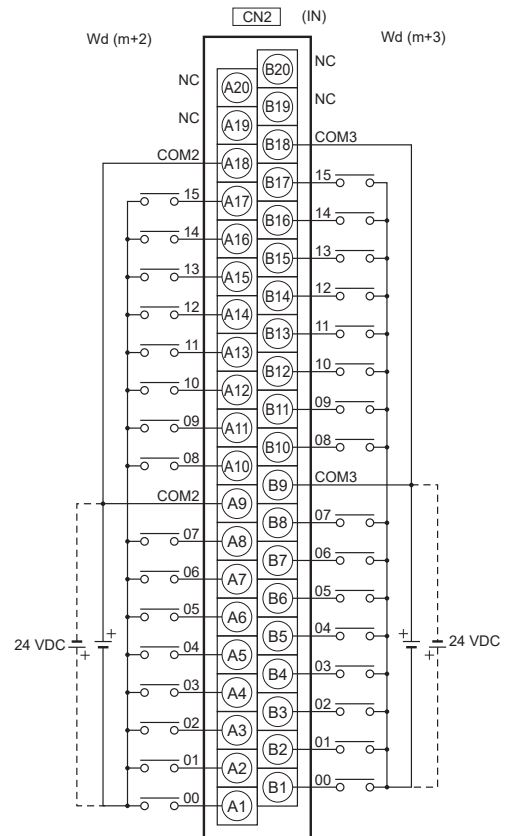 CN2 (IN)
Wd (m+2) Wd (m+3)
B20 NC
NC A20
B19 NC
NC A19
B18 COM3
COM2 A18
B17 15
15 A17
B16 14
14 A16
B15 13
13 A15
B14 12
12 A14
B13 11
11 A13
B12 10
10 A12
B11 09
09 A11
B10 08
08 A10
B9 COM3
COM2 A9
B8 07
07 A8
B7 06
06 A7
B6 05
05 A6
B5 04
24 VDC + + 04 A5
+ + 24 VDC
B4 03
03 A4
B3 02
02 A3
B2 01
01 A2
B1 00
00 A1